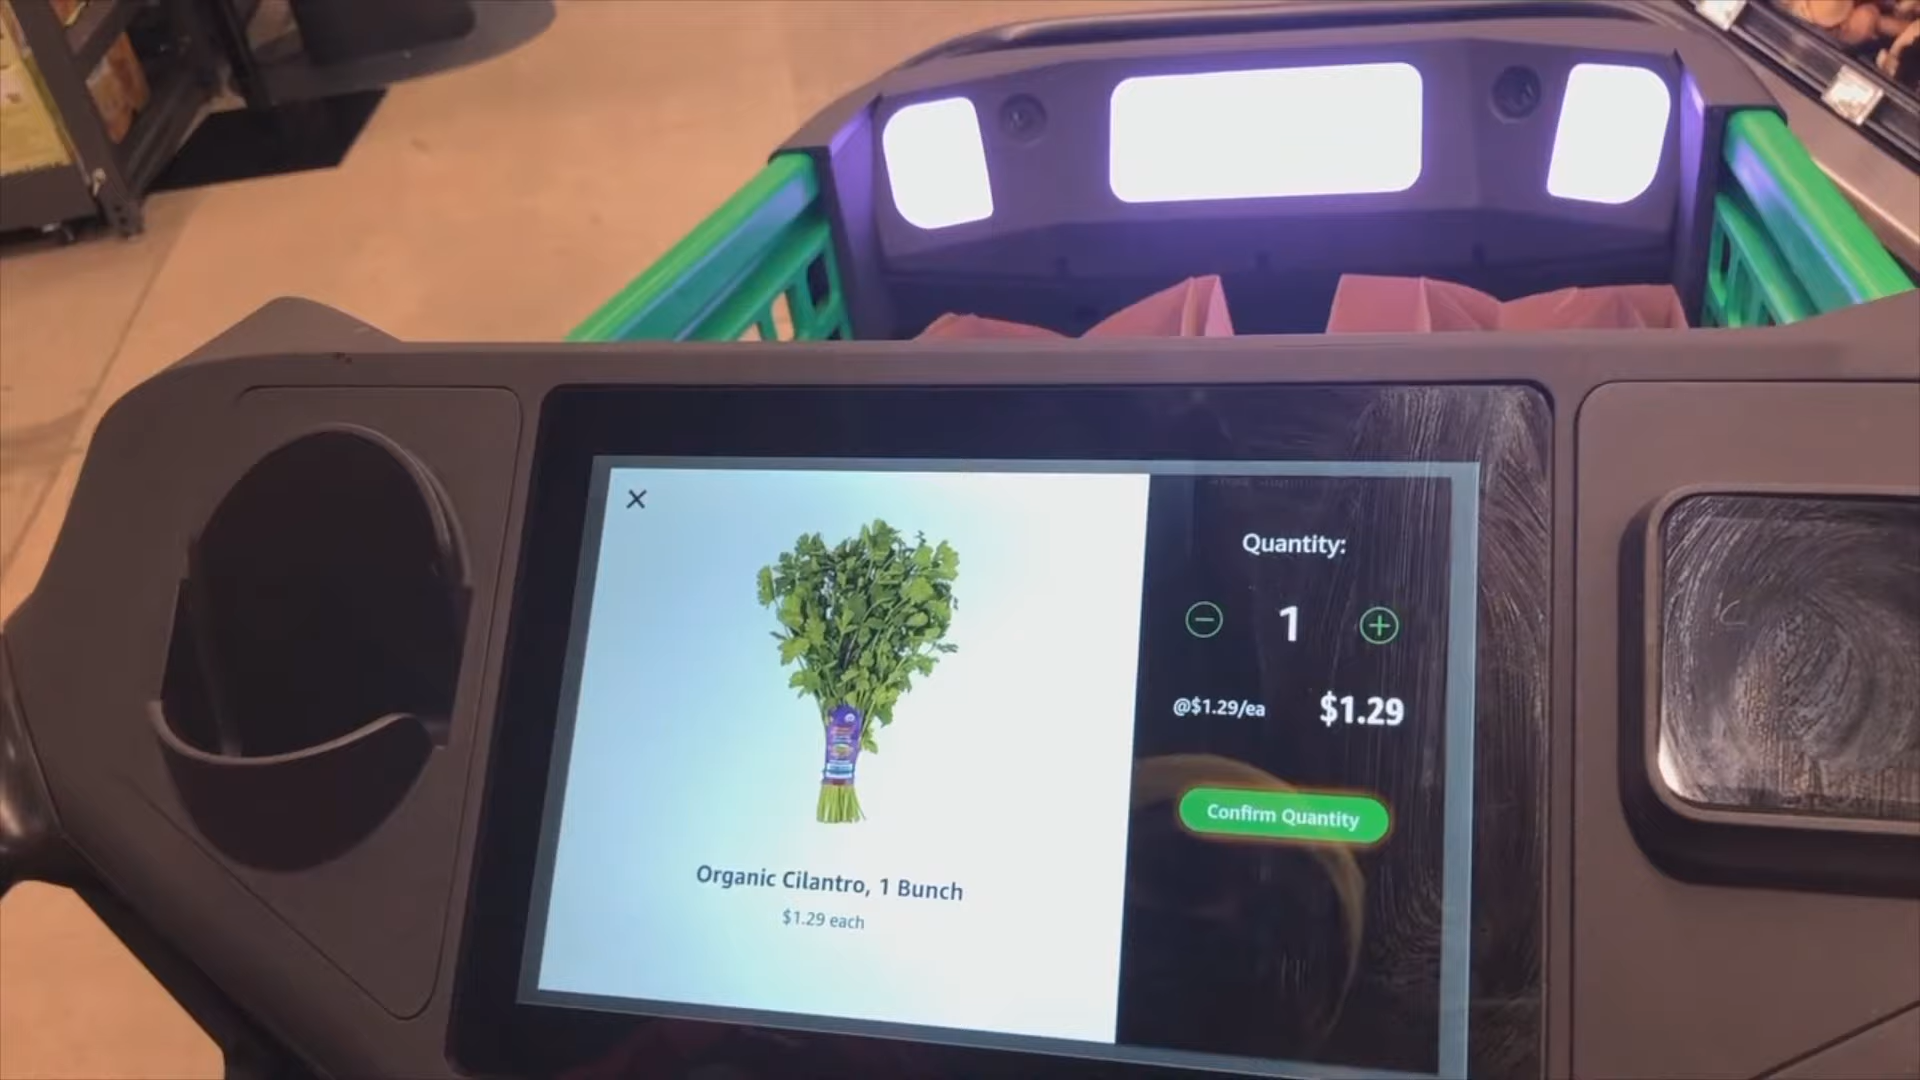 Quantity:
1
@$1.29/ea
$1.29
Confirm Quantity
Organic Cilantro, 1 Bunch
$1.29 each